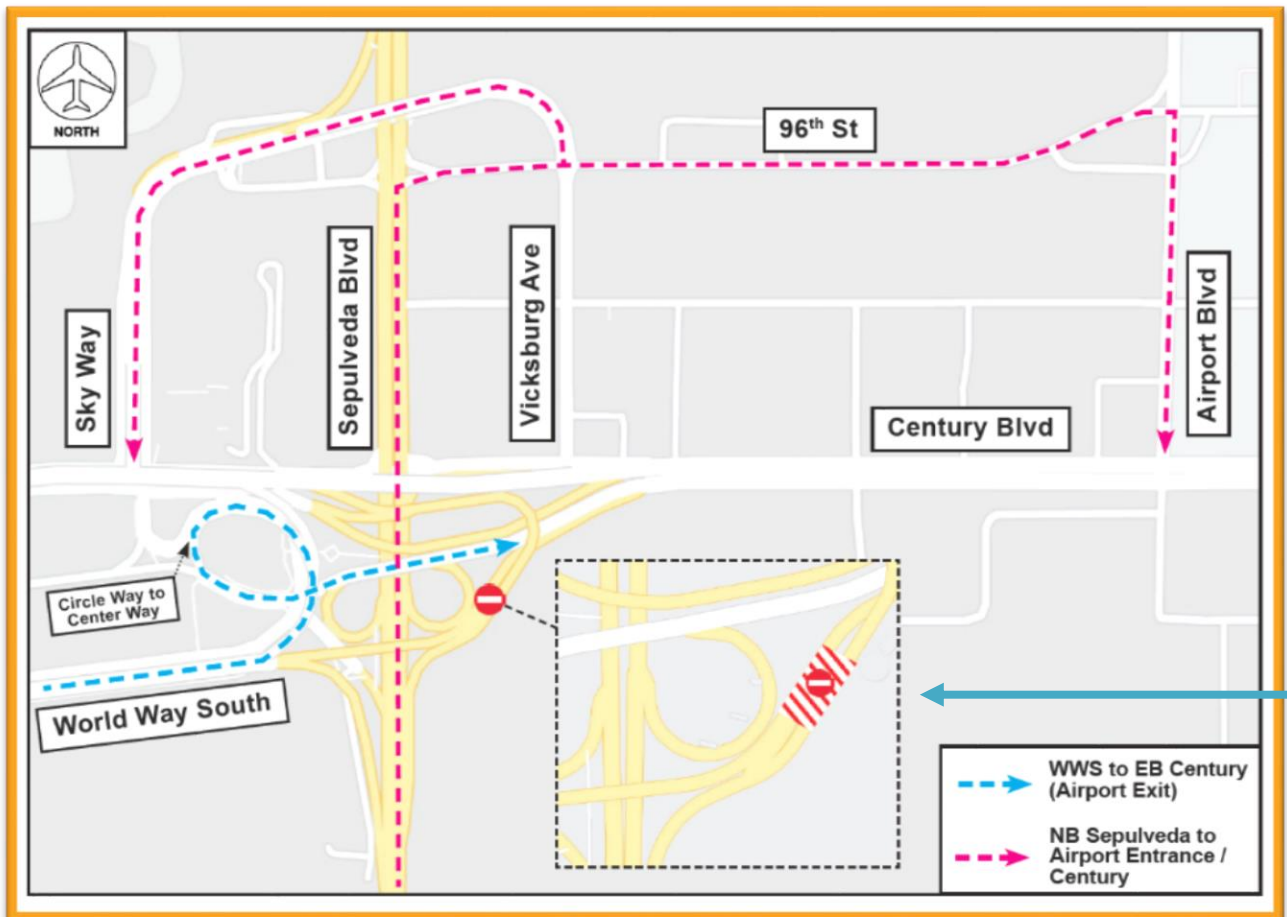 NORTH
96th St
Sky Way
Sepulveda Blvd
Vicksburg Ave
Airport Blvd
Century Blvd
Circle Way to
Center Way
World Way South
WWS to EB Century
(Airport Exit)
NB Sepulveda to
Airport Entrance /
Century